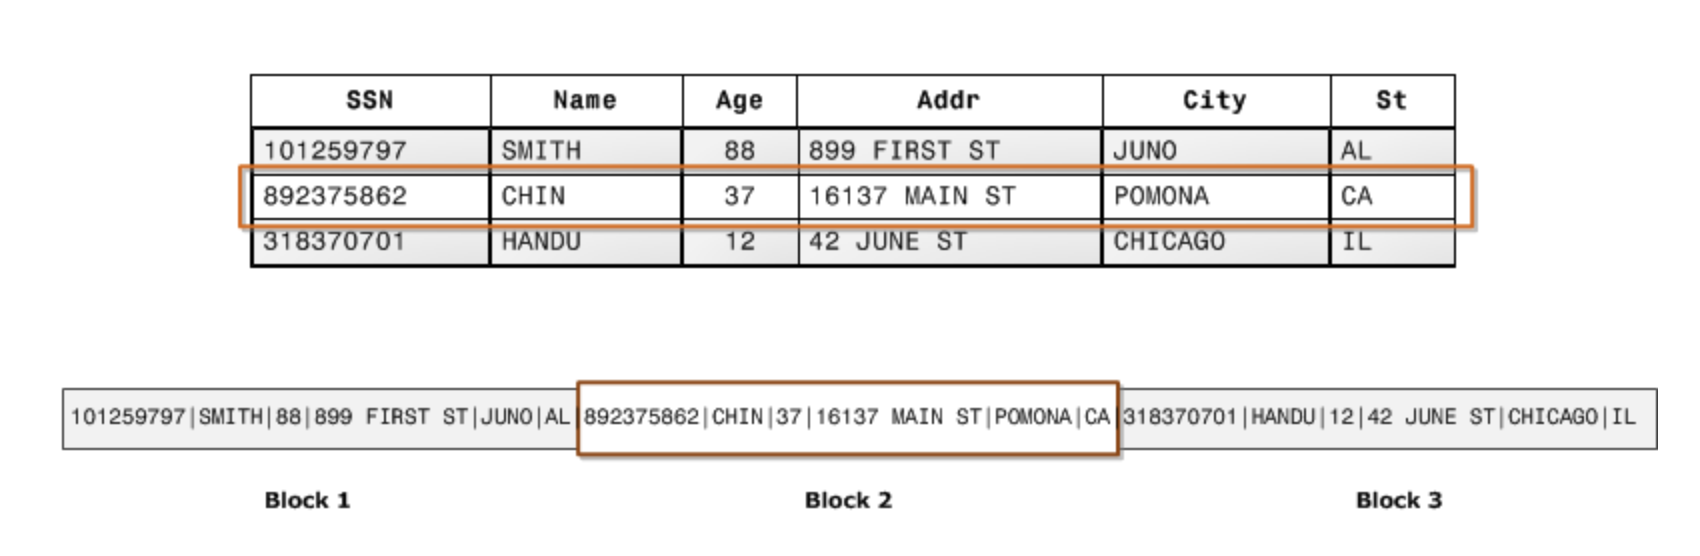 SSN Name Age Addr City St
101259797 SMITH 88 899 FIRST ST JUNO AL
892375862 CHIN 37 16137 MAIN ST POMONA CA
318370701 HANDU 12 42 JUNE ST CHICAGO IL
101259797|SMITH|88|899 FIRST ST|JUNO|AL 892375862|CHIN|37|16137 MAIN ST|POMONA|CA 318370701|HANDU|12|42 JUNE ST|CHICAGO|IL
Block 1 Block 2 Block 3